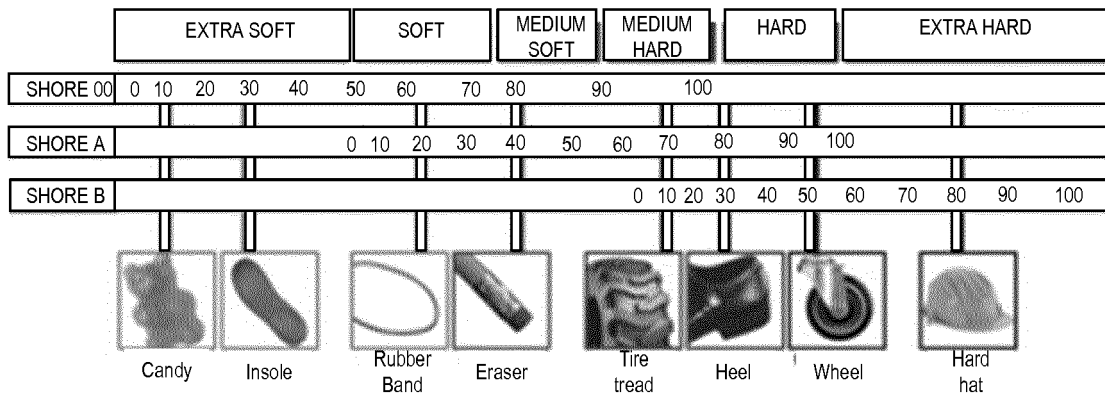 EXTRA SOFT SOFT MEDIUM SOFT MEDIUM HARD HARD EXTRA HARD
SHORE 00 0 10 20 30 40 50 60 70 80 90 100
SHORE A 0 10 20 30 40 50 60 70 80 90 100
SHORE B 0 10 20 30 40 50 60 70 80 90 100
Candy Insole Rubber Band Eraser Tire tread Heel Wheel Hard hat